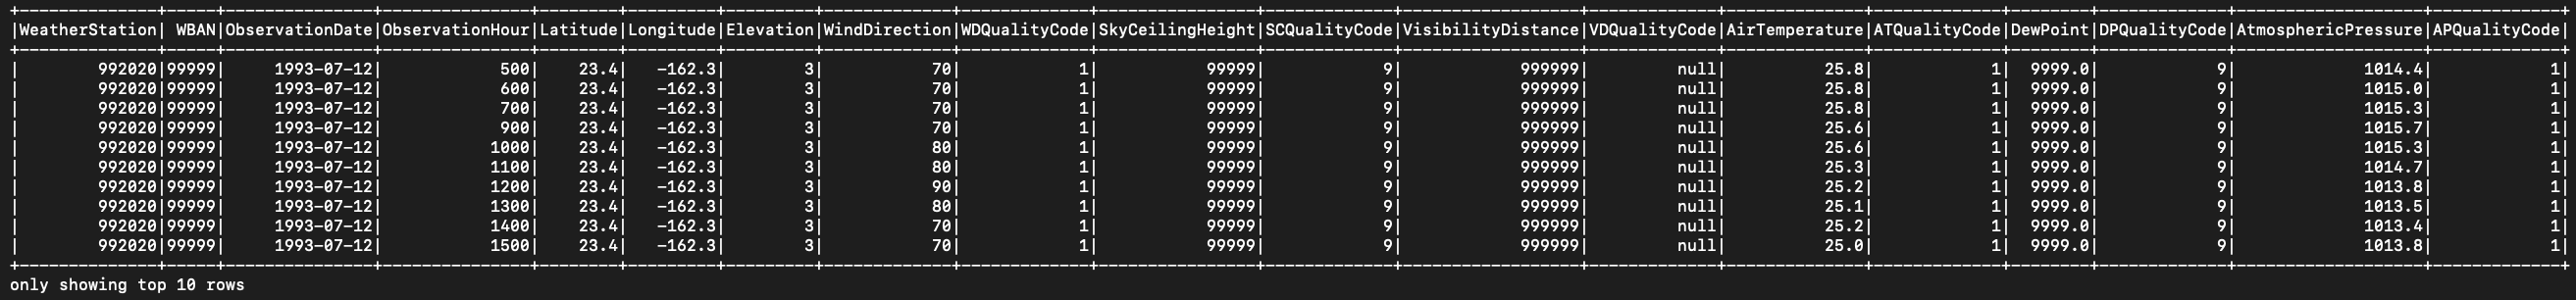 +--------------+-----+---------------+---------------+--------+---------+---------+-------------+-------------+----------------+-------------+------------------+-------------+--------------+-------------+--------+-------------+-------------------+-------------+
|WeatherStation| WBAN|ObservationDate|ObservationHour|Latitude|Longitude|Elevation|WindDirection|WDQualityCode|SkyCeilingHeight|SCQualityCode|VisibilityDistance|VDQualityCode|AirTemperature|ATQualityCode|DewPoint|DPQualityCode|AtmosphericPressure|APQualityCode|
+--------------+-----+---------------+---------------+--------+---------+---------+-------------+-------------+----------------+-------------+------------------+-------------+--------------+-------------+--------+-------------+-------------------+-------------+
|        992020|99999|     1993-07-12|            500|    23.4|   -162.3|        3|           70|            1|           99999|            9|            999999|         null|          25.8|            1|  9999.0|            9|             1014.4|            1|
|        992020|99999|     1993-07-12|            600|    23.4|   -162.3|        3|           70|            1|           99999|            9|            999999|         null|          25.8|            1|  9999.0|            9|             1015.0|            1|
|        992020|99999|     1993-07-12|            700|    23.4|   -162.3|        3|           70|            1|           99999|            9|            999999|         null|          25.8|            1|  9999.0|            9|             1015.3|            1|
|        992020|99999|     1993-07-12|            900|    23.4|   -162.3|        3|           70|            1|           99999|            9|            999999|         null|          25.6|            1|  9999.0|            9|             1015.7|            1|
|        992020|99999|     1993-07-12|           1000|    23.4|   -162.3|        3|           80|            1|           99999|            9|            999999|         null|          25.6|            1|  9999.0|            9|             1015.3|            1|
|        992020|99999|     1993-07-12|           1100|    23.4|   -162.3|        3|           80|            1|           99999|            9|            999999|         null|          25.3|            1|  9999.0|            9|             1014.7|            1|
|        992020|99999|     1993-07-12|           1200|    23.4|   -162.3|        3|           90|            1|           99999|            9|            999999|         null|          25.2|            1|  9999.0|            9|             1013.8|            1|
|        992020|99999|     1993-07-12|           1300|    23.4|   -162.3|        3|           80|            1|           99999|            9|            999999|         null|          25.1|            1|  9999.0|            9|             1013.5|            1|
|        992020|99999|     1993-07-12|           1400|    23.4|   -162.3|        3|           70|            1|           99999|            9|            999999|         null|          25.2|            1|  9999.0|            9|             1013.4|            1|
|        992020|99999|     1993-07-12|           1500|    23.4|   -162.3|        3|           70|            1|           99999|            9|            999999|         null|          25.0|            1|  9999.0|            9|             1013.8|            1|
+--------------+-----+---------------+---------------+--------+---------+---------+-------------+-------------+----------------+-------------+------------------+-------------+--------------+-------------+--------+-------------+-------------------+-------------+
only showing top 10 rows